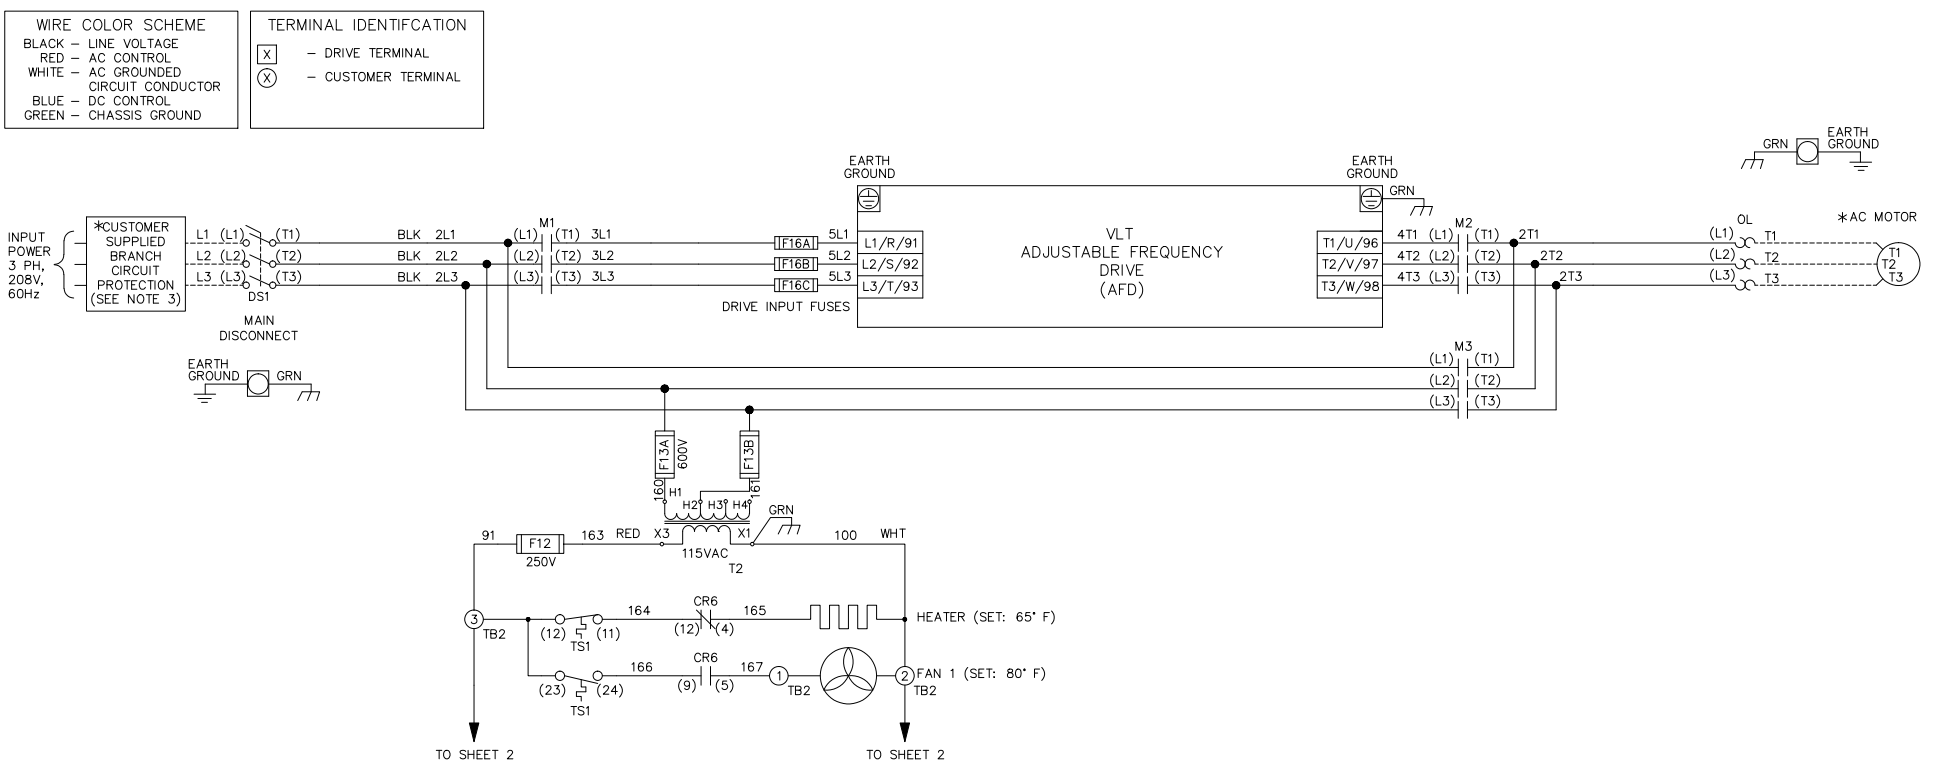 WIRE COLOR SCHEME
BLACK – LINE VOLTAGE
RED – AC CONTROL
WHITE – AC GROUNDED
CIRCUIT CONDUCTOR
BLUE – DC CONTROL
GREEN – CHASSIS GROUND
TERMINAL IDENTIFCATION
X – DRIVE TERMINAL
X – CUSTOMER TERMINAL
EARTH
GROUND
EARTH
GROUND
GRN
GRN
EARTH
GROUND
INPUT
POWER
3 PH,
208V,
60Hz
*CUSTOMER
SUPPLIED
BRANCH
CIRCUIT
PROTECTION
(SEE NOTE 3)
L1 (L1) (T1) BLK 2L1 (L1) M1 (T1) 3L1 F16A 5L1 L1/R/91
L2 (L2) (T2) BLK 2L2 (L2) (T2) 3L2 F16B 5L2 L2/S/92
L3 (L3) (T3) BLK 2L3 (L3) (T3) 3L3 F16C 5L3 L3/T/93
DS1
MAIN
DISCONNECT
DRIVE INPUT FUSES
VLT
ADJUSTABLE FREQUENCY
DRIVE
(AFD)
T1/U/96 4T1 (L1) M2 (T1) 2T1 (L1) OL T1
T2/V/97 4T2 (L2) (T2) 2T2 (L2) T2
T3/W/98 4T3 (L3) (T3) 2T3 (L3) T3
*AC MOTOR
T1
T2
T3
EARTH
GROUND GRN
M3
(L1) (T1)
(L2) (T2)
(L3) (T3)
F13A
600V
F13B
160
161
H1 H2 H3 H4
GRN
91 F12 163 RED X3 X1 100 WHT
250V
115VAC
T2
3 TB2 (12) (11) TS1 164 CR6 (12) (4) 165 HEATER (SET: 65° F)
(23) (24) TS1 166 CR6 (9) (5) 167 1 TB2 2 TB2 FAN 1 (SET: 80° F)
TO SHEET 2
TO SHEET 2